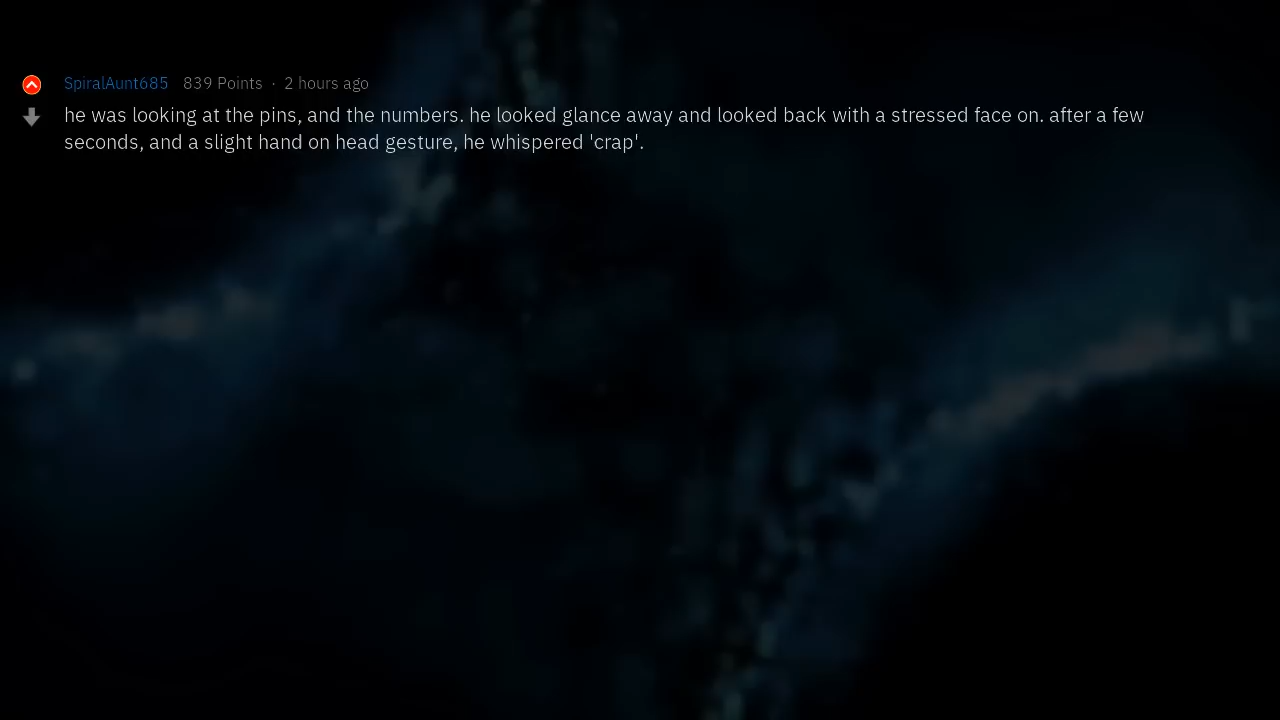 SpiralAunt685 839 Points · 2 hours ago
he was looking at the pins, and the numbers. he looked glance away and looked back with a stressed face on. after a few
seconds, and a slight hand on head gesture, he whispered 'crap'.